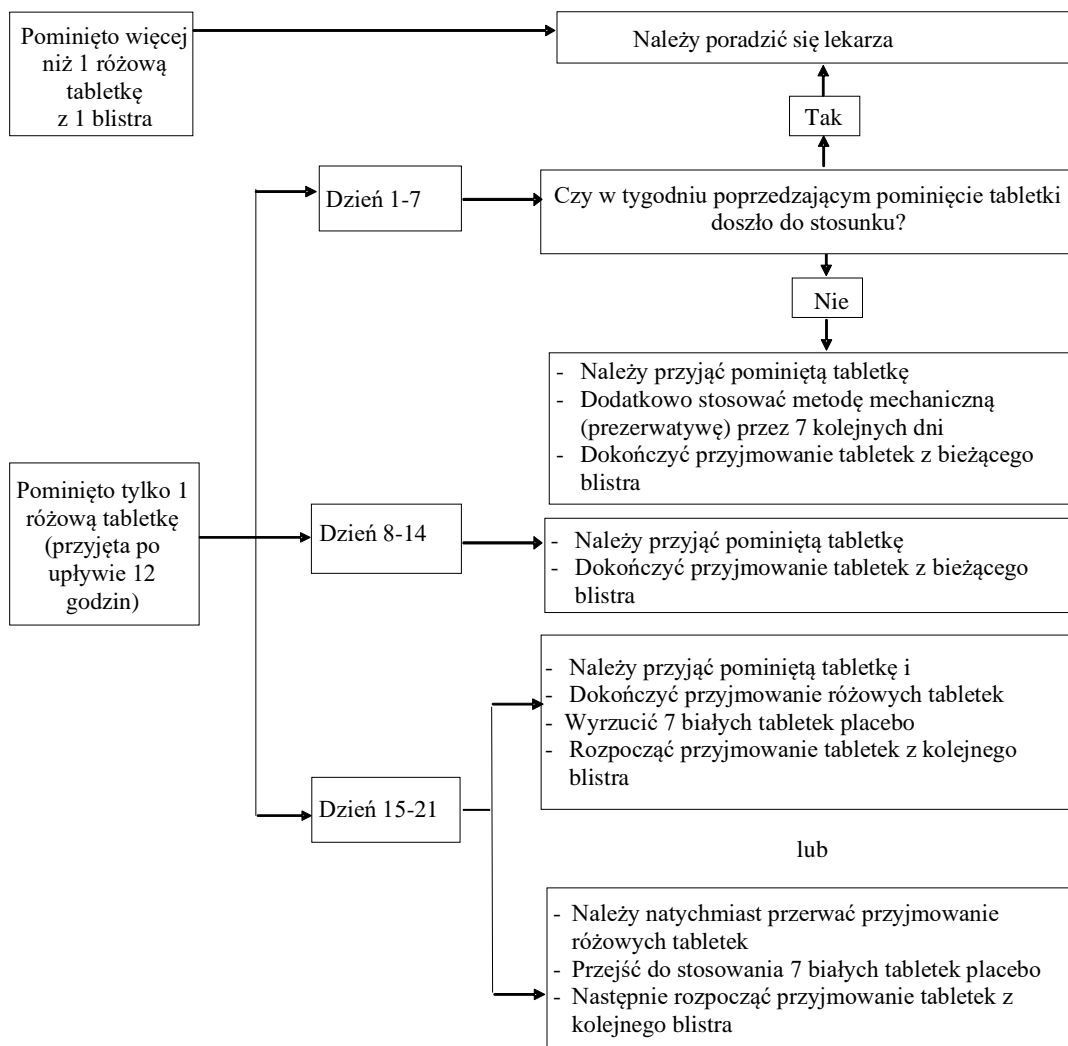 Pominięto więcej
niż 1 różową
tabletkę
z 1 blistra
Należy poradzić się lekarza
Tak
Dzień 1-7
Czy w tygodniu poprzedzającym pominięcie tabletki
doszło do stosunku?
Nie
- Należy przyjąć pominiętą tabletkę
- Dodatkowo stosować metodę mechaniczną
(prezerwatywę) przez 7 kolejnych dni
- Dokończyć przyjmowanie tabletek z bieżącego
blistra
Pominięto tylko 1
różową tabletkę
(przyjęta po
upływie 12
godzin)
Dzień 8-14
- Należy przyjąć pominiętą tabletkę
- Dokończyć przyjmowanie tabletek z bieżącego
blistra
Dzień 15-21
- Należy przyjąć pominiętą tabletkę i
- Dokończyć przyjmowanie różowych tabletek
- Wyrzucić 7 białych tabletek placebo
- Rozpocząć przyjmowanie tabletek z kolejnego
blistra
lub
- Należy natychmiast przerwać przyjmowanie
różowych tabletek
- Przejść do stosowania 7 białych tabletek placebo
- Następnie rozpocząć przyjmowanie tabletek z
kolejnego blistra